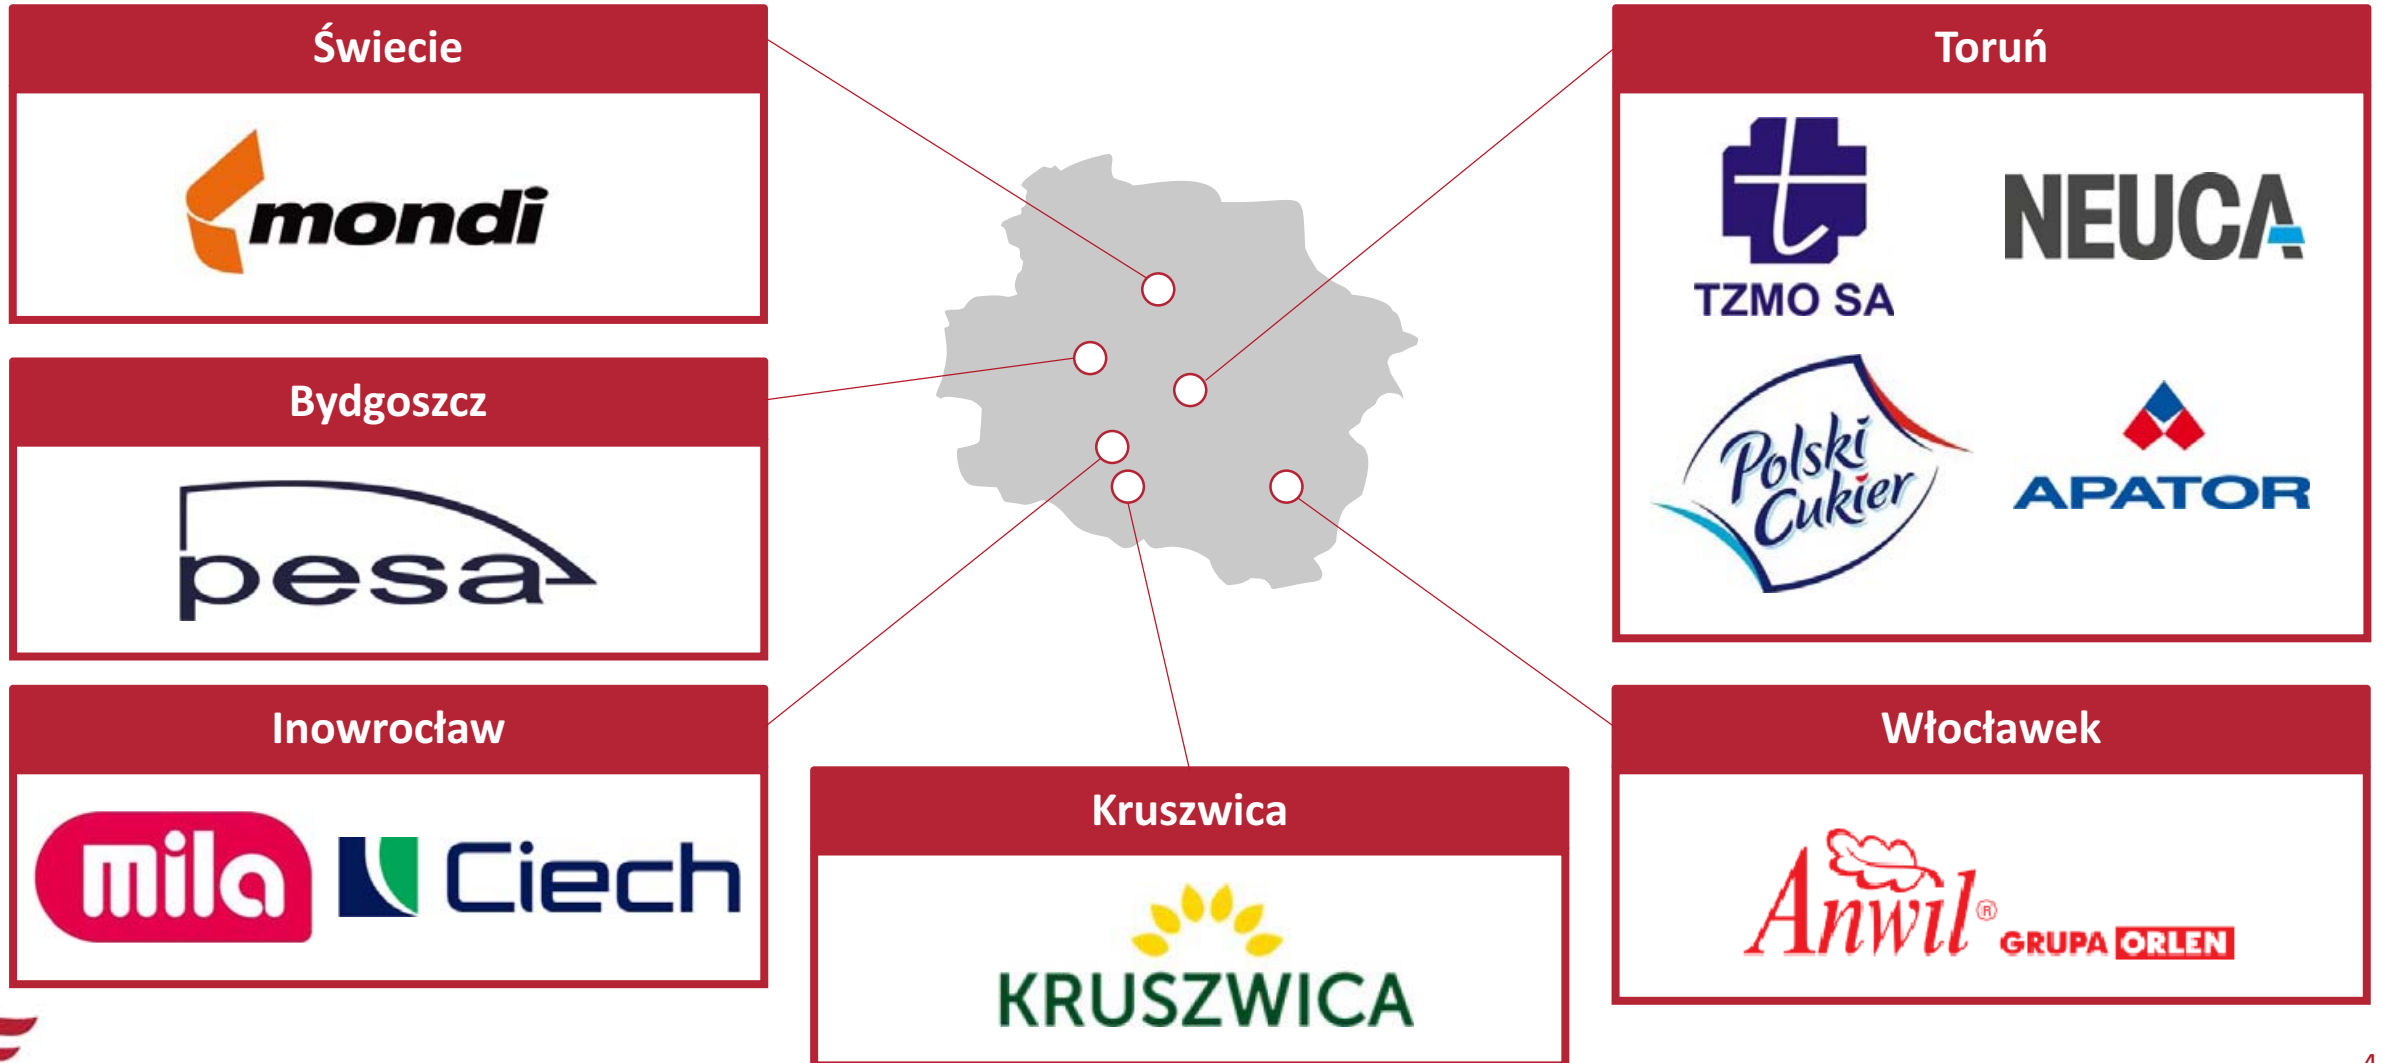 Świecie
mondi
Bydgoszcz
pesa
Inowrocław
mila Ciech
Kruszwica
KRUSZWICA
Toruń
t
TZMO SA
NEUCA
Polski
Cukier
APATOR
Włocławek
Anwil® GRUPA ORLEN
4